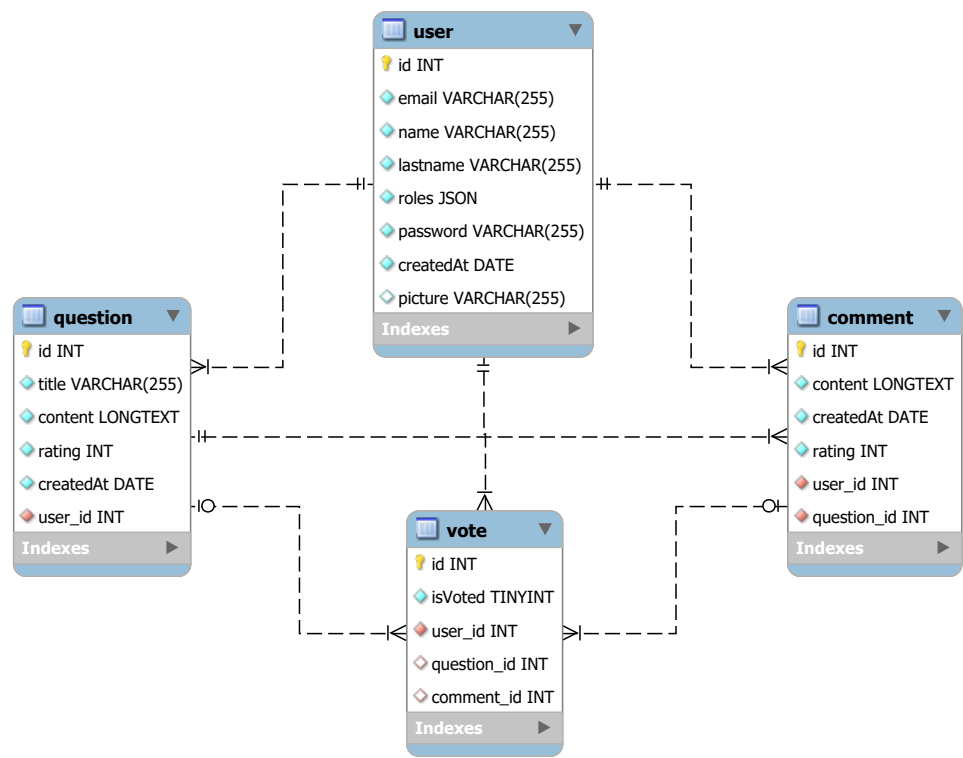 user
id INT
email VARCHAR(255)
name VARCHAR(255)
lastname VARCHAR(255)
roles JSON
password VARCHAR(255)
createdAt DATE
picture VARCHAR(255)
Indexes
question
id INT
title VARCHAR(255)
content LONGTEXT
rating INT
createdAt DATE
user_id INT
Indexes
comment
id INT
content LONGTEXT
createdAt DATE
rating INT
user_id INT
question_id INT
Indexes
vote
id INT
isVoted TINYINT
user_id INT
question_id INT
comment_id INT
Indexes